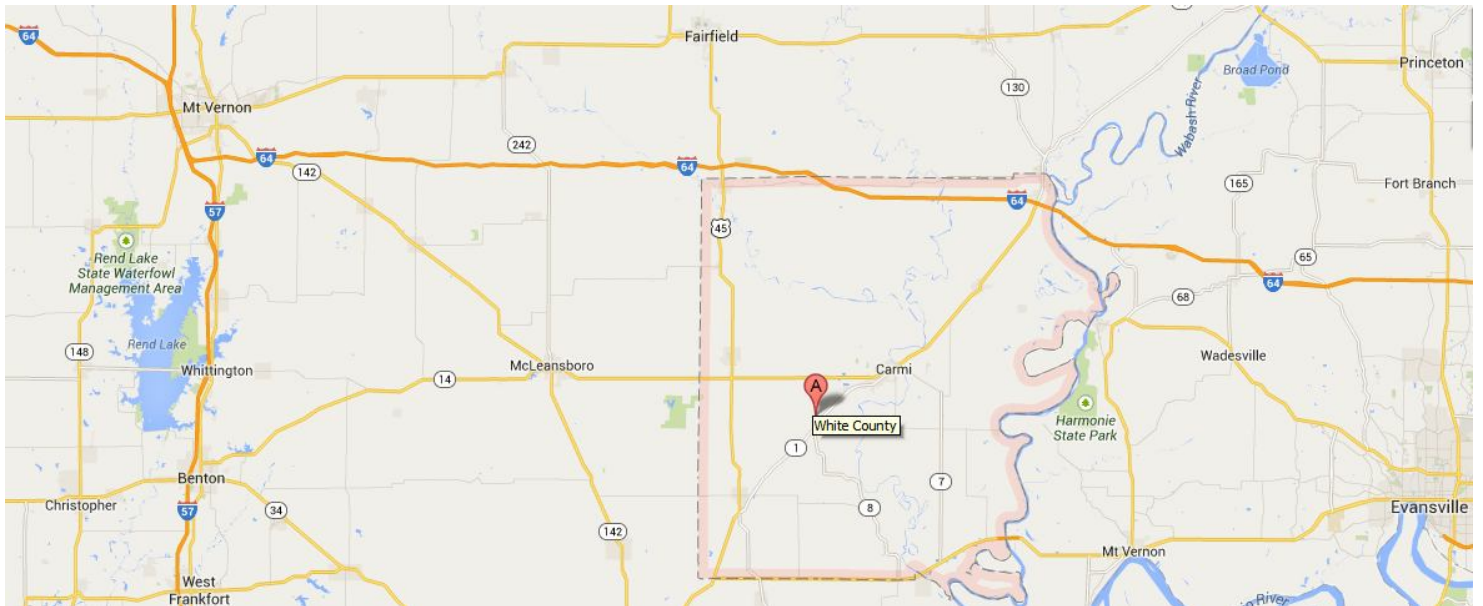 64
Fairfield
Broad Pond
Princeton
130
Mt Vernon
Wabash River
242
64
142
64
165
Fort Branch
57
64
45
Rend Lake
State Waterfowl
Management Area
65
64
68
Rend Lake
148
Whittington
McLeansboro
Carmi
Wadesville
14
A
White County
Harmonie
State Park
1
Benton
7
Christopher
57
34
8
Evansville
142
Mt Vernon
West
Frankfort
River